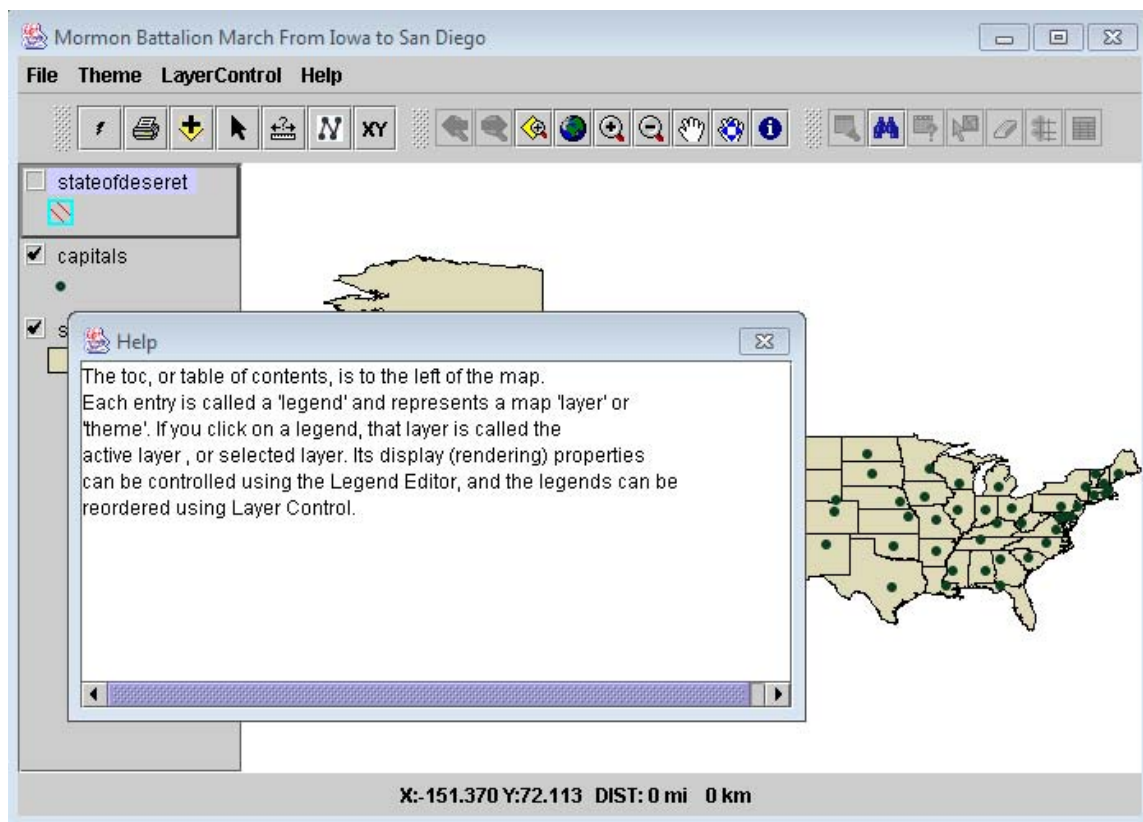 Mormon Battalion March From Iowa to San Diego
File Theme LayerControl Help
XY
stateofdeseret
capitals
s
Help
The toc, or table of contents, is to the left of the map.
Each entry is called a 'legend' and represents a map 'layer' or
'theme'. If you click on a legend, that layer is called the
active layer , or selected layer. Its display (rendering) properties
can be controlled using the Legend Editor, and the legends can be
reordered using Layer Control.
X:-151.370 Y:72.113 DIST: 0 mi 0 km